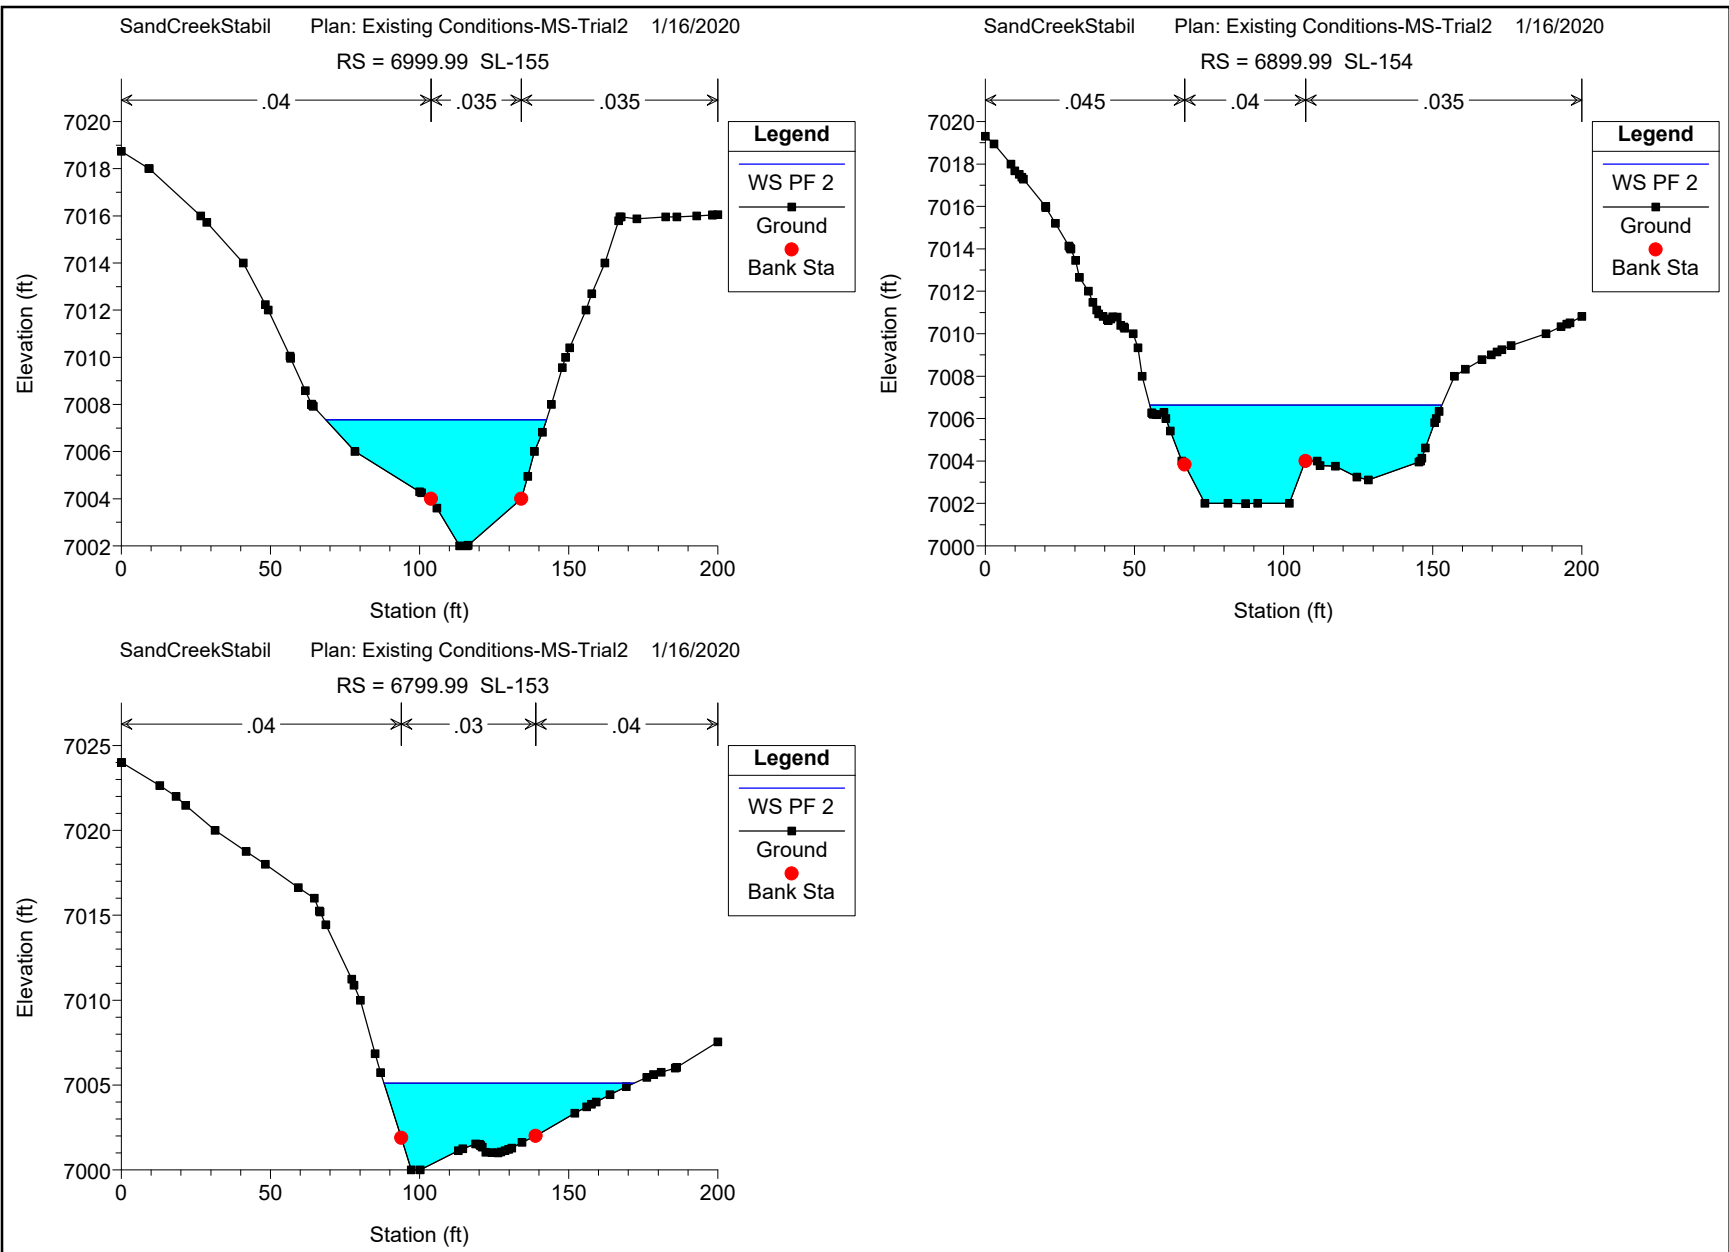 SandCreekStabil Plan: Existing Conditions-MS-Trial2 1/16/2020
RS = 6999.99 SL-155
.04 .035 .035
7020
7018
7016
7014
7012
7010
7008
7006
7004
7002
0 50 100 150 200
Station (ft)
Elevation (ft)
Legend
WS PF 2
Ground
Bank Sta
SandCreekStabil Plan: Existing Conditions-MS-Trial2 1/16/2020
RS = 6899.99 SL-154
.045 .04 .035
7020
7018
7016
7014
7012
7010
7008
7006
7004
7002
7000
0 50 100 150 200
Station (ft)
Elevation (ft)
Legend
WS PF 2
Ground
Bank Sta
SandCreekStabil Plan: Existing Conditions-MS-Trial2 1/16/2020
RS = 6799.99 SL-153
.04 .03 .04
7025
7020
7015
7010
7005
7000
0 50 100 150 200
Station (ft)
Elevation (ft)
Legend
WS PF 2
Ground
Bank Sta